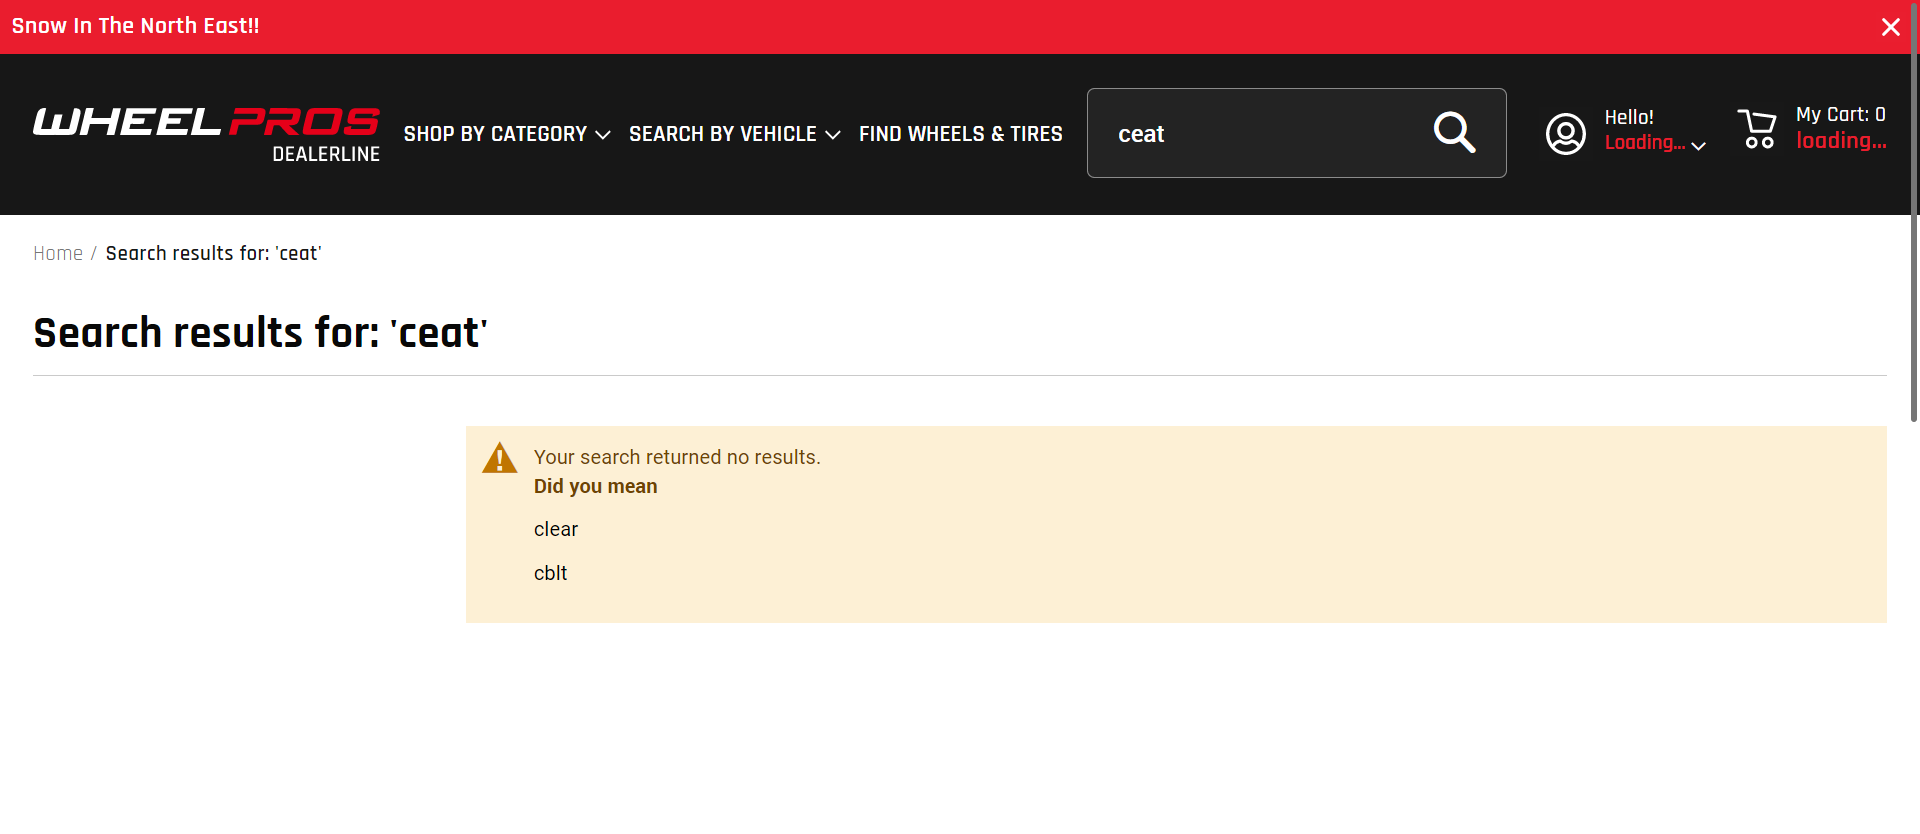 Snow In The North East!!
WHEEL PROS
DEALERLINE
SHOP BY CATEGORY
SEARCH BY VEHICLE
FIND WHEELS & TIRES
ceat
Hello!
Loading...
My Cart: 0
loading...
Home / Search results for: 'ceat'
Search results for: 'ceat'
Your search returned no results.
Did you mean
clear
cblt